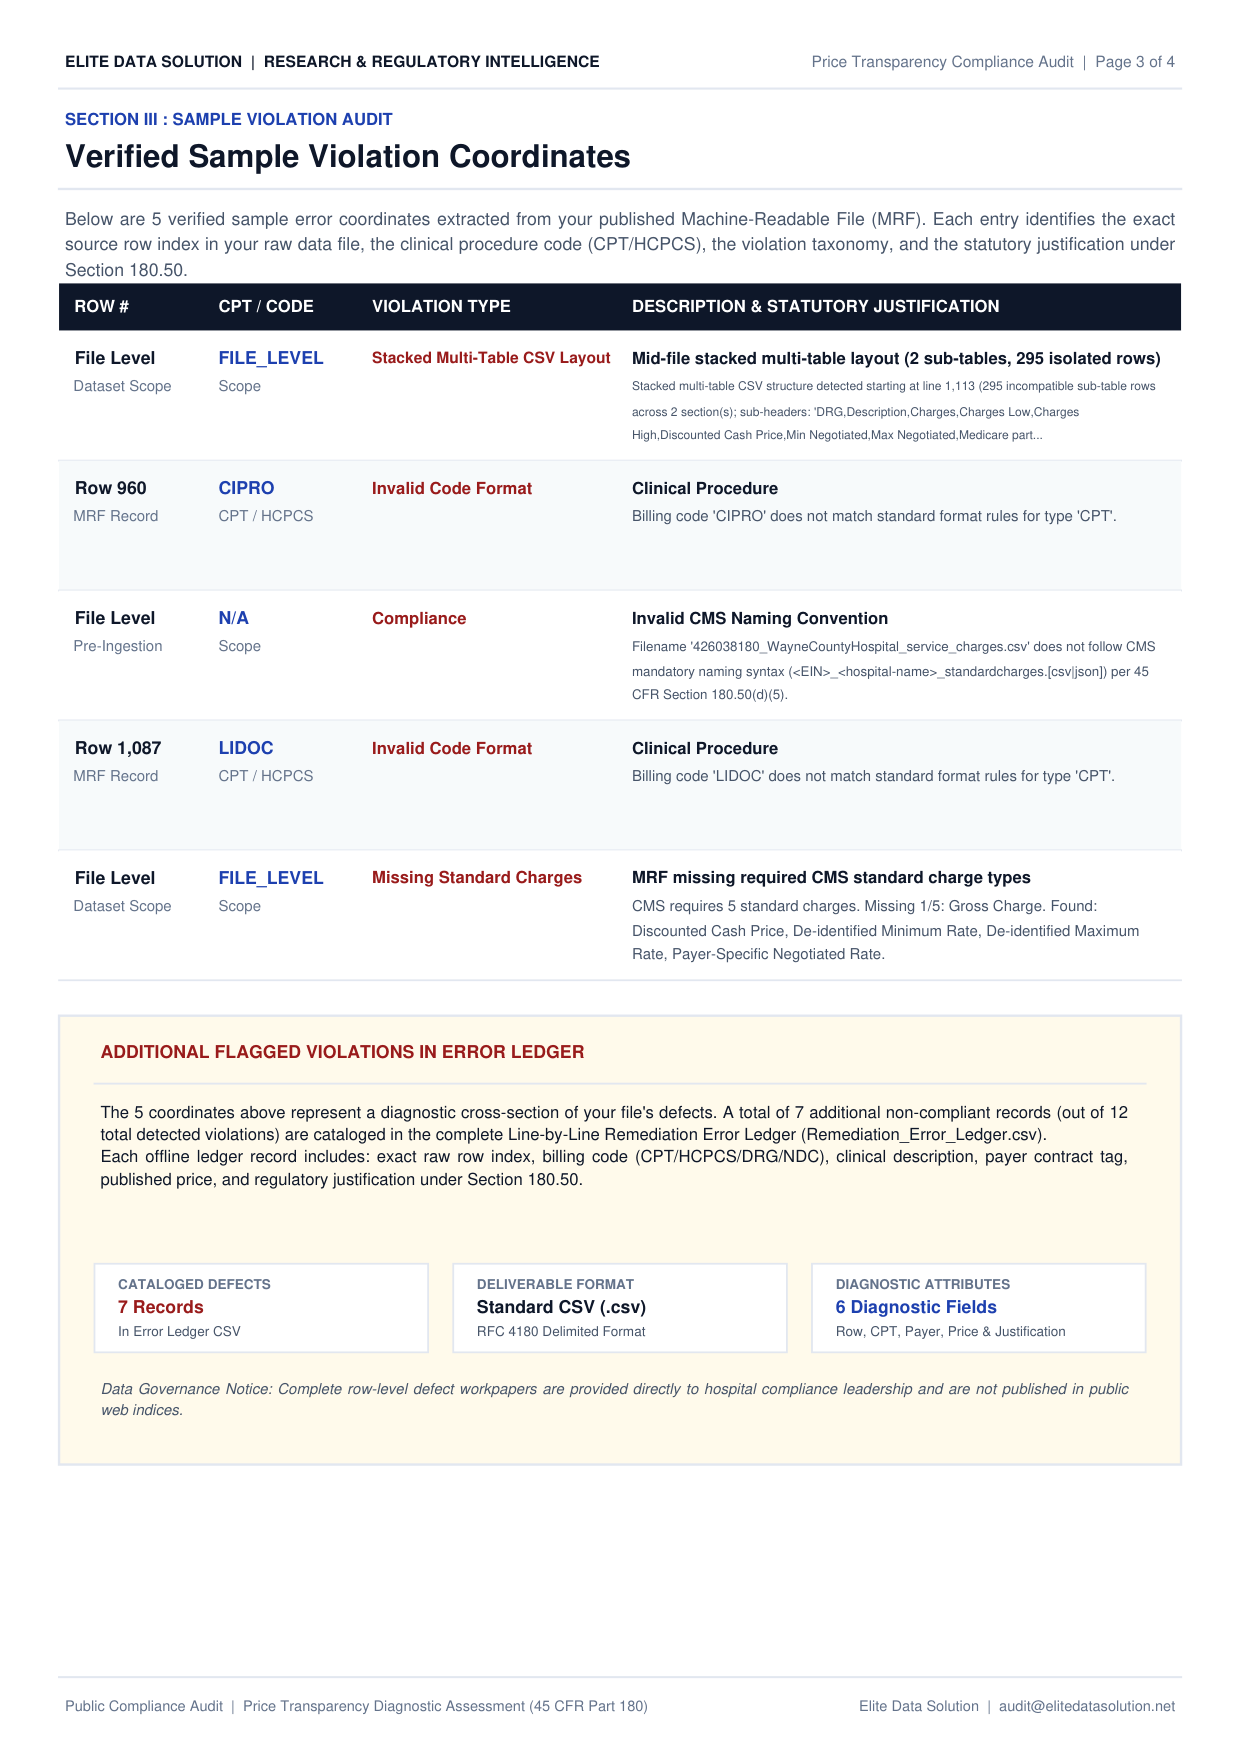 ELITE DATA SOLUTION | RESEARCH & REGULATORY INTELLIGENCE
Price Transparency Compliance Audit | Page 3 of 4
SECTION III : SAMPLE VIOLATION AUDIT
Verified Sample Violation Coordinates
Below are 5 verified sample error coordinates extracted from your published Machine-Readable File (MRF). Each entry identifies the exact
source row index in your raw data file, the clinical procedure code (CPT/HCPCS), the violation taxonomy, and the statutory justification under
Section 180.50.
ROW # CPT / CODE VIOLATION TYPE DESCRIPTION & STATUTORY JUSTIFICATION
File Level FILE_LEVEL Stacked Multi-Table CSV Layout Mid-file stacked multi-table layout (2 sub-tables, 295 isolated rows)
Dataset Scope Scope Stacked multi-table CSV structure detected starting at line 1,113 (295 incompatible sub-table rows
across 2 section(s); sub-headers: 'DRG,Description,Charges,Charges Low,Charges
High,Discounted Cash Price,Min Negotiated,Max Negotiated,Medicare part...
Row 960 CIPRO Invalid Code Format Clinical Procedure
MRF Record CPT / HCPCS Billing code 'CIPRO' does not match standard format rules for type 'CPT'.
File Level N/A Compliance Invalid CMS Naming Convention
Pre-Ingestion Scope Filename '426038180_WayneCountyHospital_service_charges.csv' does not follow CMS
mandatory naming syntax (<EIN>_<hospital-name>_standardcharges.[csv|json]) per 45
CFR Section 180.50(d)(5).
Row 1,087 LIDOC Invalid Code Format Clinical Procedure
MRF Record CPT / HCPCS Billing code 'LIDOC' does not match standard format rules for type 'CPT'.
File Level FILE_LEVEL Missing Standard Charges MRF missing required CMS standard charge types
Dataset Scope Scope CMS requires 5 standard charges. Missing 1/5: Gross Charge. Found:
Discounted Cash Price, De-identified Minimum Rate, De-identified Maximum
Rate, Payer-Specific Negotiated Rate.
ADDITIONAL FLAGGED VIOLATIONS IN ERROR LEDGER
The 5 coordinates above represent a diagnostic cross-section of your file's defects. A total of 7 additional non-compliant records (out of 12
total detected violations) are cataloged in the complete Line-by-Line Remediation Error Ledger (Remediation_Error_Ledger.csv).
Each offline ledger record includes: exact raw row index, billing code (CPT/HCPCS/DRG/NDC), clinical description, payer contract tag,
published price, and regulatory justification under Section 180.50.
CATALOGED DEFECTS
7 Records
In Error Ledger CSV
DELIVERABLE FORMAT
Standard CSV (.csv)
RFC 4180 Delimited Format
DIAGNOSTIC ATTRIBUTES
6 Diagnostic Fields
Row, CPT, Payer, Price & Justification
Data Governance Notice: Complete row-level defect workpapers are provided directly to hospital compliance leadership and are not published in public
web indices.
Public Compliance Audit | Price Transparency Diagnostic Assessment (45 CFR Part 180)
Elite Data Solution | audit@elitedatasolution.net